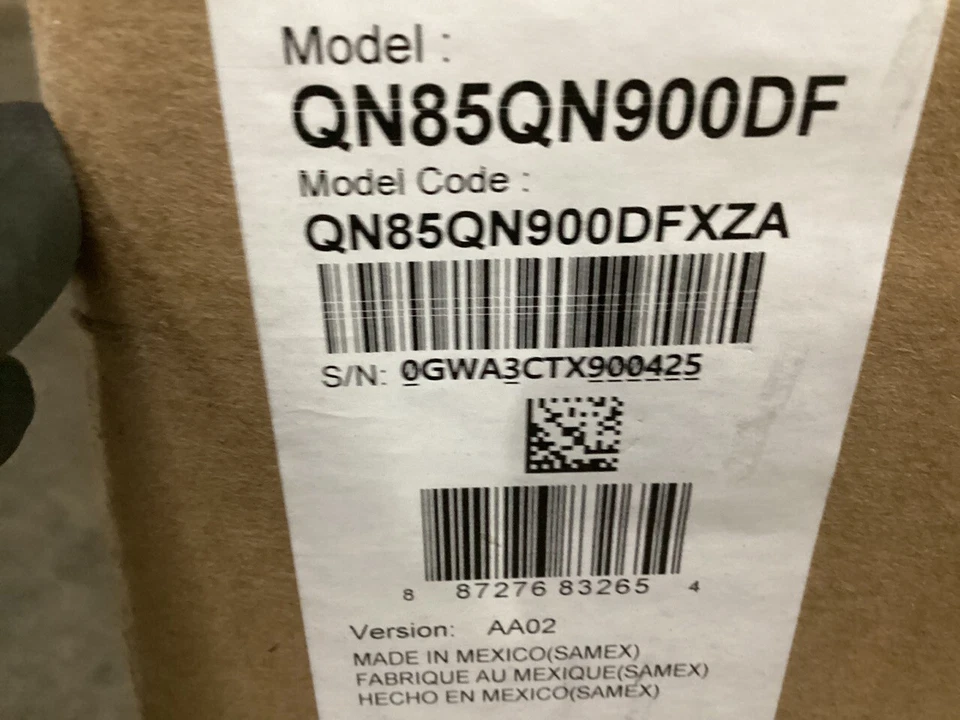 Model :
QN85QN900DF
Model Code :
QN85QN900DFXZA
S/N: 0GWA3CTX900425
8 87276 83265 4
Version: AA02
MADE IN MEXICO(SAMEX)
FABRIQUE AU MEXIQUE(SAMEX)
HECHO EN MEXICO(SAMEX)